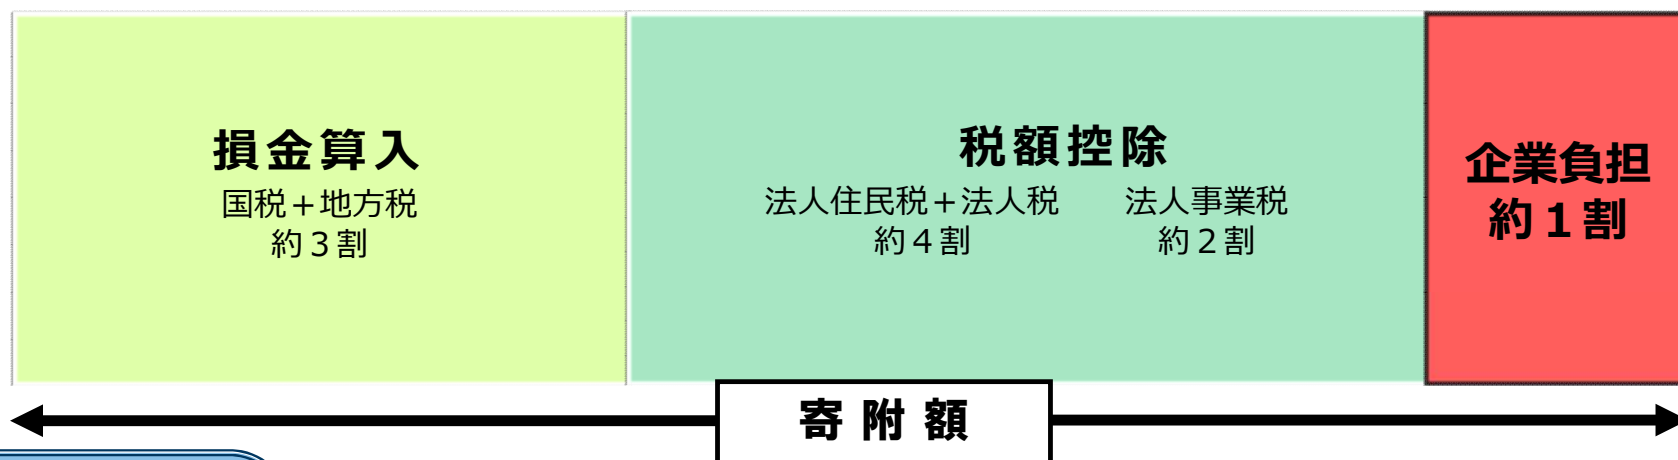 損金算入
国税＋地方税
約３割
税額控除
法人住民税＋法人税　法人事業税
約４割　約２割
企業負担
約１割
寄附額